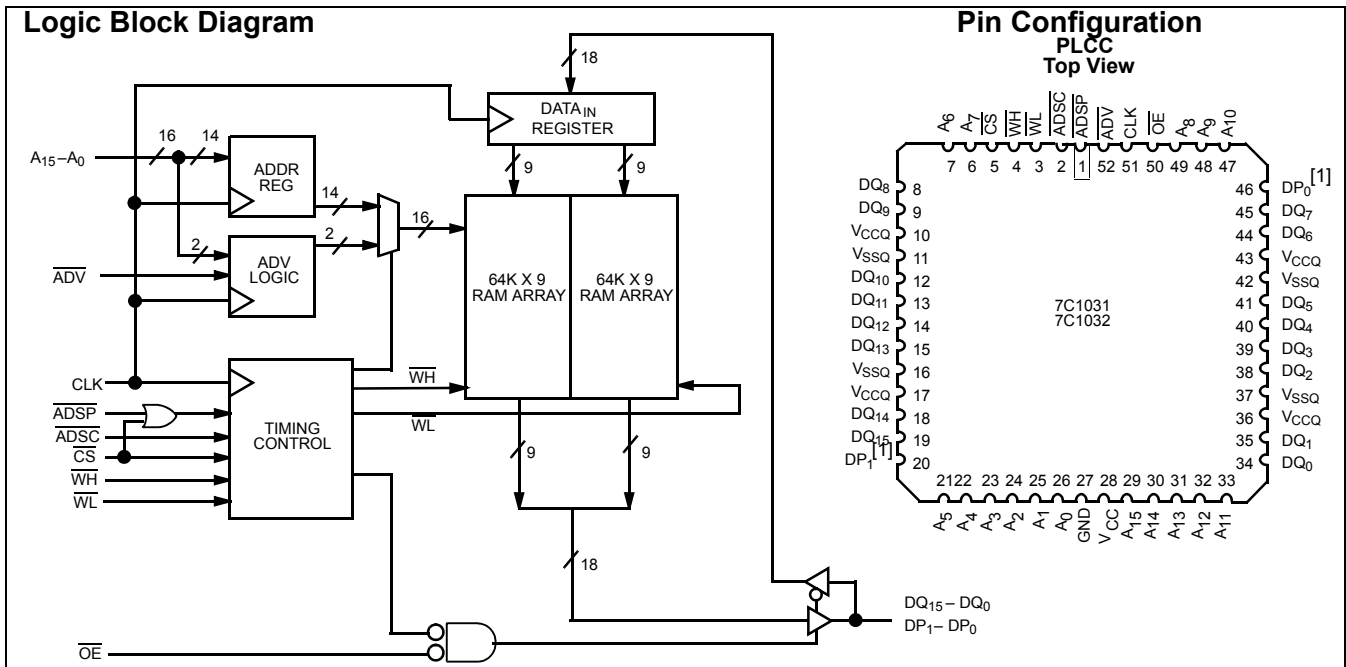 Logic Block Diagram
18
DATA IN
REGISTER
16
14
A15–A0
ADDR
REG
9
9
14
16
2
2
ADV
LOGIC
ADV
64K X 9
RAM ARRAY
64K X 9
RAM ARRAY
CLK
WH
ADSP
WL
ADSC
TIMING
CONTROL
CS
WH
WL
9
9
18
DQ15 – DQ0
DP1 – DP0
OE
Pin Configuration
PLCC
Top View
A6 A7 CS WH WL ADSC ADSP ADV CLK OE A8 A9 A10
7 6 5 4 3 2 1 52 51 50 49 48 47
DQ8 8
DQ9 9
VCCQ 10
VSSQ 11
DQ10 12
DQ11 13
DQ12 14
DQ13 15
VSSQ 16
VCCQ 17
DQ14 18
DQ15 19
DP1[1] 20
7C1031
7C1032
46 DP0[1]
45 DQ7
44 DQ6
43 VCCQ
42 VSSQ
41 DQ5
40 DQ4
39 DQ3
38 DQ2
37 VSSQ
36 VCCQ
35 DQ1
34 DQ0
21 22 23 24 25 26 27 28 29 30 31 32 33
A5 A4 A3 A2 A1 A0 GND VCC A15 A14 A13 A12 A11